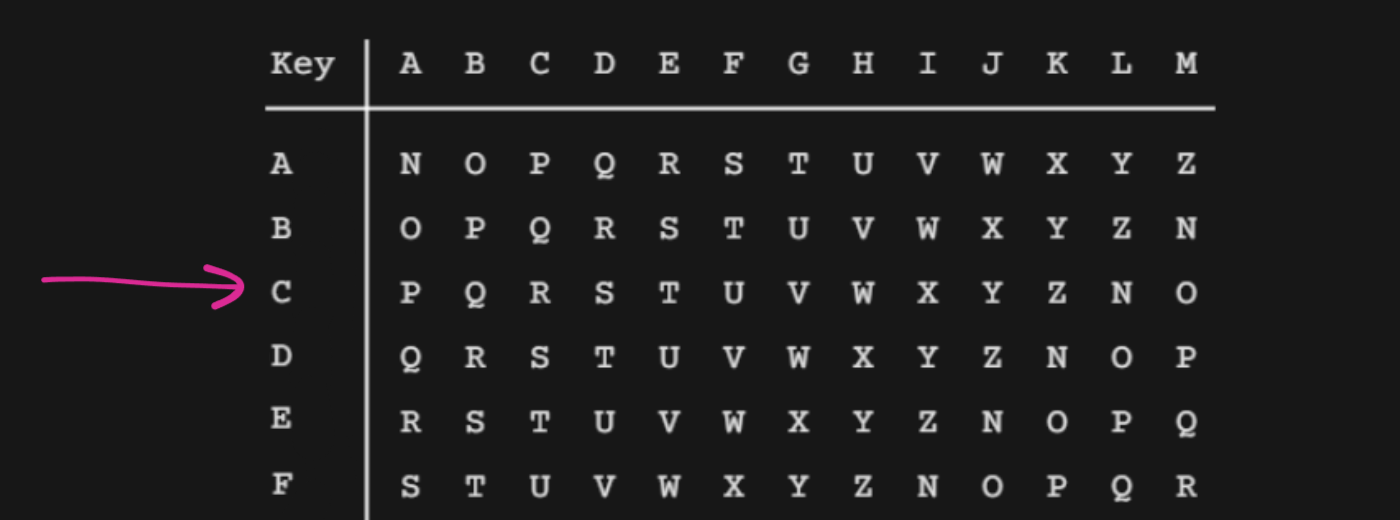 Key A B C D E F G H I J K L M
A N O P Q R S T U V W X Y Z
B O P Q R S T U V W X Y Z N
C P Q R S T U V W X Y Z N O
D Q R S T U V W X Y Z N O P
E R S T U V W X Y Z N O P Q
F S T U V W X Y Z N O P Q R